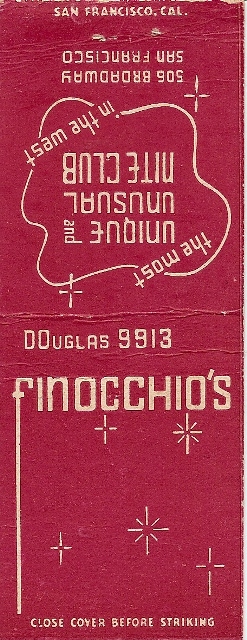 SAN FRANCISCO, CAL.
506 BROADWAY
SAN FRANCISCO
the most
UNIQUE
and
UNUSUAL
NITE CLUB
in the west
DOUGLAS 9913
FINOCCHIO'S
CLOSE COVER BEFORE STRIKING